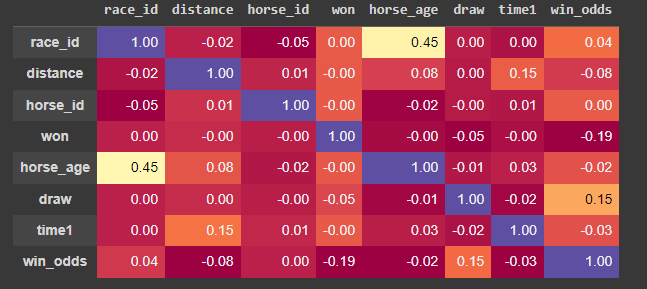 race_id distance horse_id won horse_age draw time1 win_odds
race_id 1.00 -0.02 -0.05 0.00 0.45 0.00 0.00 0.04
distance -0.02 1.00 0.01 -0.00 0.08 0.00 0.15 -0.08
horse_id -0.05 0.01 1.00 -0.00 -0.02 -0.00 0.01 0.00
won 0.00 -0.00 -0.00 1.00 -0.00 -0.05 -0.00 -0.19
horse_age 0.45 0.08 -0.02 -0.00 1.00 -0.01 0.03 -0.02
draw 0.00 0.00 -0.00 -0.05 -0.01 1.00 -0.02 0.15
time1 0.00 0.15 0.01 -0.00 0.03 -0.02 1.00 -0.03
win_odds 0.04 -0.08 0.00 -0.19 -0.02 0.15 -0.03 1.00